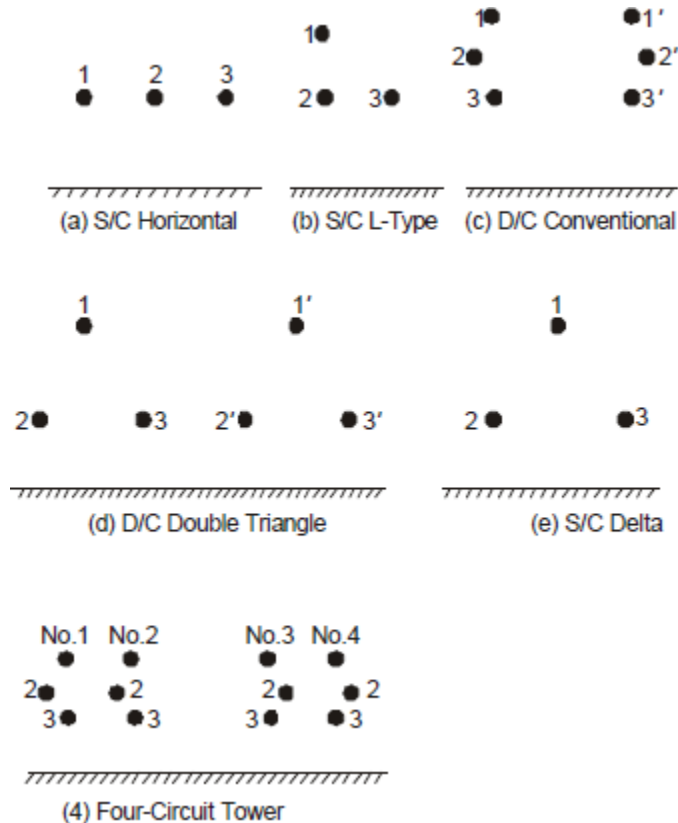 1 2 3
(a) S/C Horizontal
1
2 3
(b) S/C L-Type
1 1′
2 2′
3 3′
(c) D/C Conventional
1 1′
2 3 2′ 3′
(d) D/C Double Triangle
1
2 3
(e) S/C Delta
No.1 No.2 No.3 No.4
2 2 2 2
3 3 3 3
(4) Four-Circuit Tower